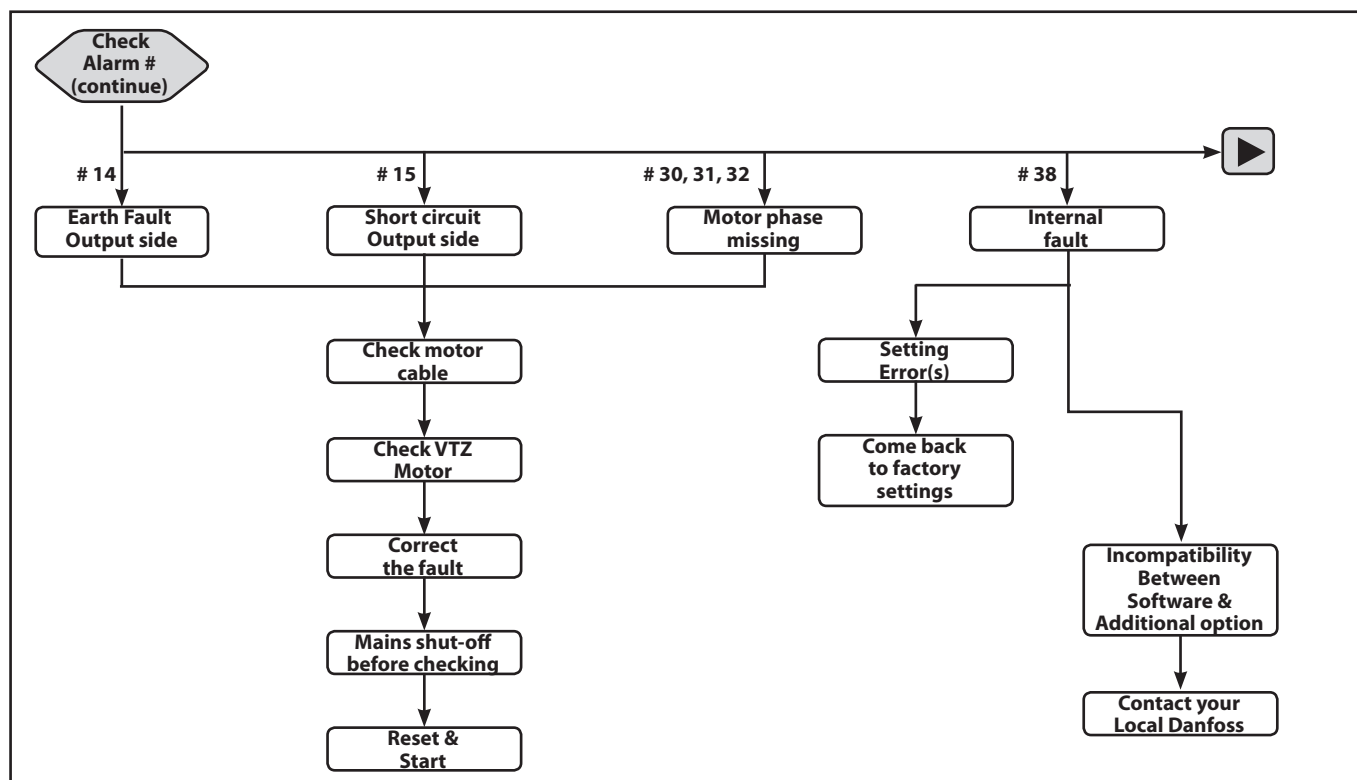 Check
Alarm #
(continue)
# 14
# 15
# 30, 31, 32
# 38
Earth Fault
Output side
Short circuit
Output side
Motor phase
missing
Internal
fault
Check motor
cable
Check VTZ
Motor
Correct
the fault
Mains shut-off
before checking
Reset &
Start
Setting
Error(s)
Come back
to factory
settings
Incompatibility
Between
Software &
Additional option
Contact your
Local Danfoss